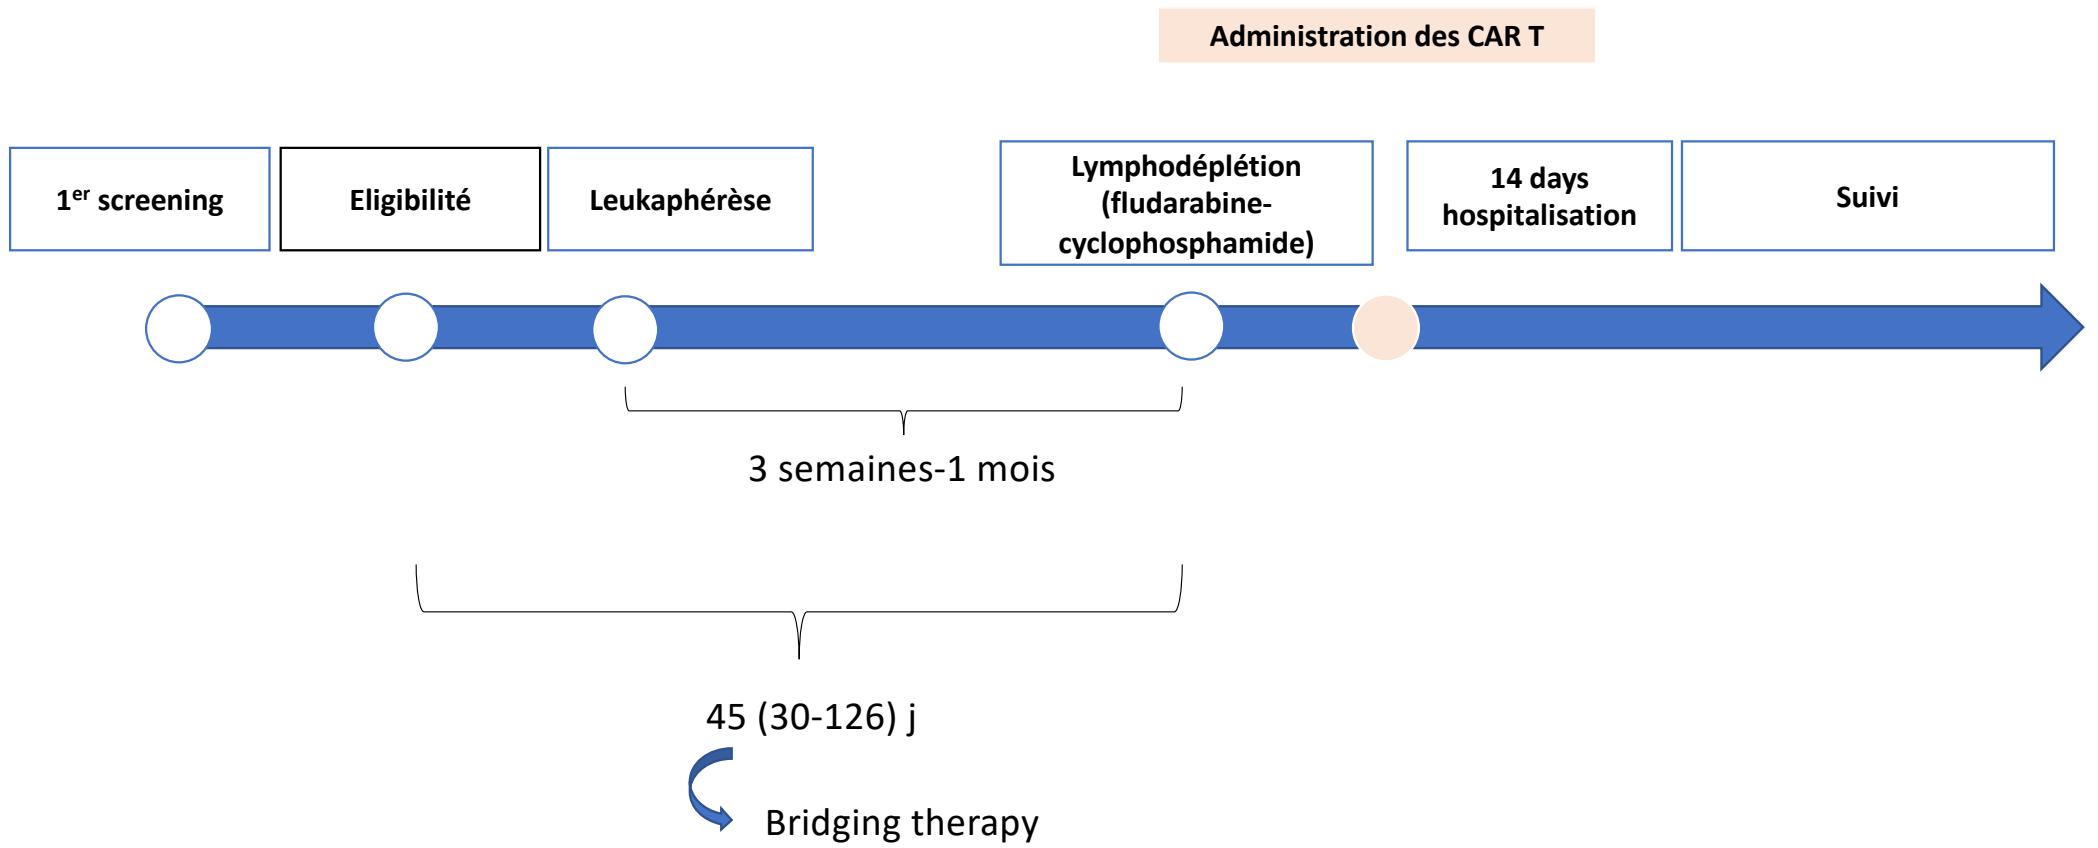 Administration des CAR T
1er screening
Eligibilité
Leukaphérèse
Lymphodéplétion
(fludarabine-
cyclophosphamide)
14 days
hospitalisation
Suivi
3 semaines-1 mois
45 (30-126) j
Bridging therapy